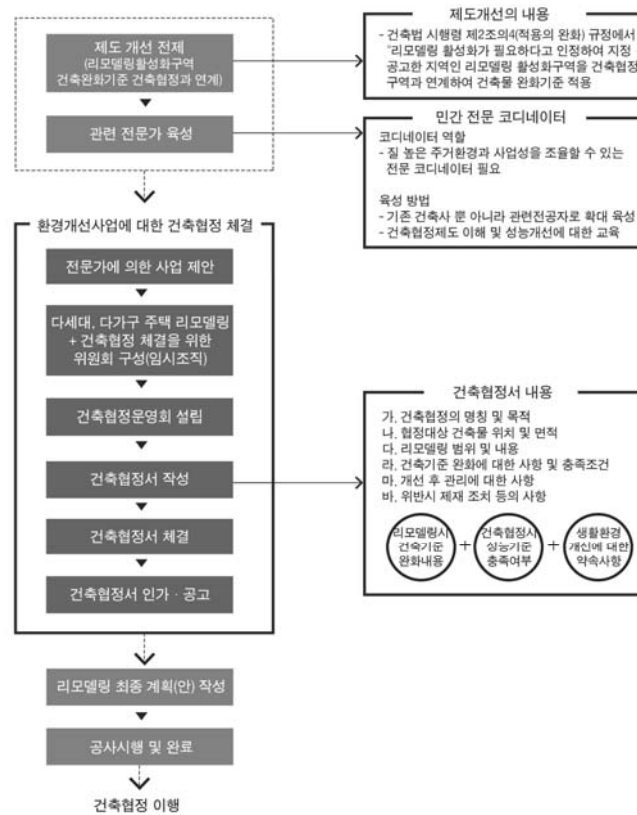 제도 개선 전제
(리모델링활성화구역
건축완화기준 건축협정과 연계)
관련 전문가 육성
제도개선의 내용
- 건축법 시행령 제2조의4(적용의 완화) 규정에서
"리모델링 활성화가 필요하다고 인정하여 지정·
공고한 지역인 리모델링 활성화구역을 건축협정
구역과 연계하여 건축물 완화기준 적용
민간 전문 코디네이터
코디네이터 역할
- 질 높은 주거환경과 사업성을 조율할 수 있는
전문 코디네이터 필요
육성 방법
- 기존 건축사 뿐 아니라 관련전공자로 확대 육성
- 건축협정제도 이해 및 성능개선에 대한 교육
환경개선사업에 대한 건축협정 체결
전문가에 의한 사업 제안
다세대, 다가구 주택 리모델링
+ 건축협정 체결을 위한
위원회 구성(임시조직)
건축협정운영회 설립
건축협정서 작성
건축협정서 체결
건축협정서 인가 · 공고
건축협정서 내용
가. 건축협정의 명칭 및 목적
나. 협정대상 건축물 위치 및 면적
다. 리모델링 범위 및 내용
라. 건축기준 완화에 대한 사항 및 충족조건
마. 개선 후 관리에 대한 사항
바. 위반시 제재 조치 등의 사항
리모델링시
건축기준
완화내용
+
건축협정시
성능기준
충족여부
+
생활환경
개선에 대한
약속사항
리모델링 최종 계획(안) 작성
공사시행 및 완료
건축협정 이행